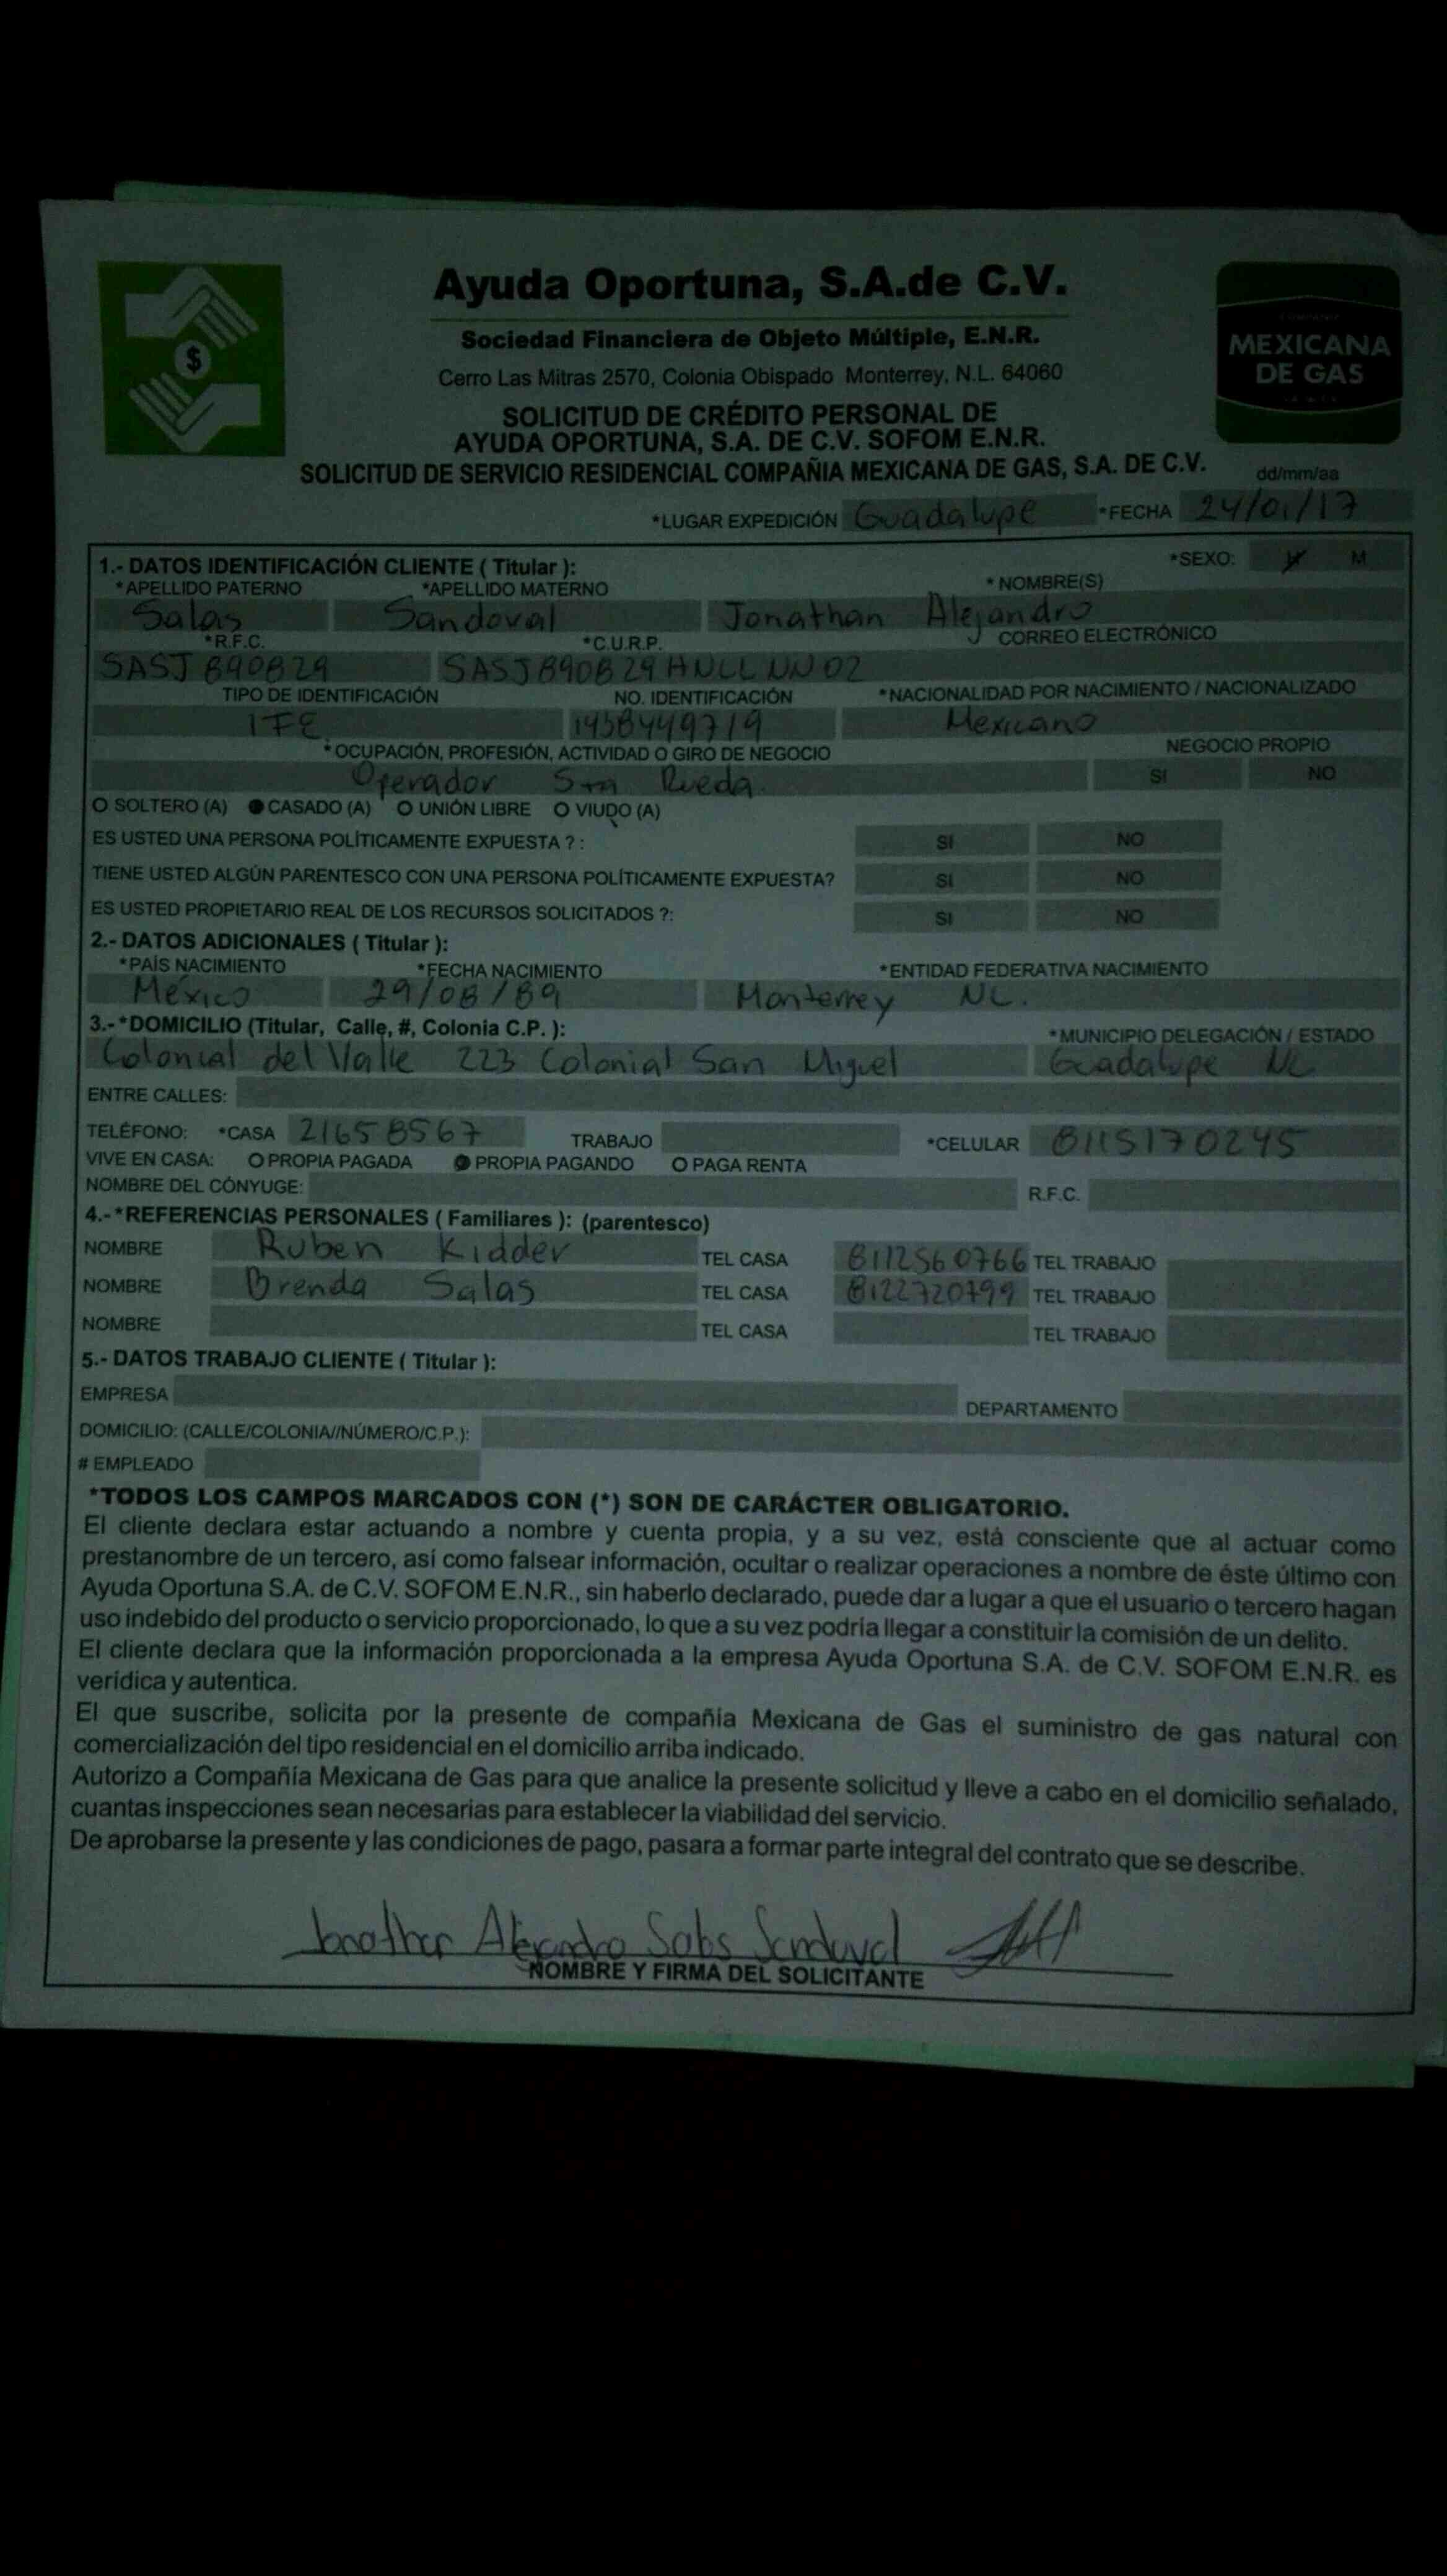 Ayuda Oportuna, S.A.de C.V.
Sociedad Financiera de Objeto Múltiple, E.N.R.
Cerro Las Mitras 2570, Colonia Obispado Monterrey, N.L. 64060
SOLICITUD DE CRÉDITO PERSONAL DE
AYUDA OPORTUNA, S.A. DE C.V. SOFOM E.N.R.
SOLICITUD DE SERVICIO RESIDENCIAL COMPAÑIA MEXICANA DE GAS, S.A. DE C.V.
$
COMPAÑIA
MEXICANA
DE GAS
dd/mm/aa
*LUGAR EXPEDICIÓN Guadalupe *FECHA 24/01/17
1.- DATOS IDENTIFICACIÓN CLIENTE ( Titular ): *SEXO: H M
*APELLIDO PATERNO *APELLIDO MATERNO * NOMBRE(S)
Salas Sandoval Jonathan Alejandro
*R.F.C. *C.U.R.P. CORREO ELECTRÓNICO
SASJ890829 SASJ890829HNLLNN02
TIPO DE IDENTIFICACIÓN NO. IDENTIFICACIÓN *NACIONALIDAD POR NACIMIENTO / NACIONALIZADO
IFE 1458449719 Mexicano
*OCUPACIÓN, PROFESIÓN, ACTIVIDAD O GIRO DE NEGOCIO NEGOCIO PROPIO
Operador Rueda SI NO
O SOLTERO (A) CASADO (A) O UNIÓN LIBRE O VIUDO (A)
ES USTED UNA PERSONA POLÍTICAMENTE EXPUESTA ? : SI NO
TIENE USTED ALGÚN PARENTESCO CON UNA PERSONA POLÍTICAMENTE EXPUESTA? SI NO
ES USTED PROPIETARIO REAL DE LOS RECURSOS SOLICITADOS ?: SI NO
2.- DATOS ADICIONALES ( Titular ):
*PAÍS NACIMIENTO *FECHA NACIMIENTO *ENTIDAD FEDERATIVA NACIMIENTO
México 29/08/89 Monterrey NL.
3.-*DOMICILIO (Titular, Calle, #, Colonia C.P. ): *MUNICIPIO DELEGACIÓN / ESTADO
Colonial del Valle 223 Colonial San Miguel Guadalupe NL
ENTRE CALLES:
TELÉFONO: *CASA 21658567 TRABAJO *CELULAR 8115170245
VIVE EN CASA: O PROPIA PAGADA PROPIA PAGANDO O PAGA RENTA
NOMBRE DEL CÓNYUGE: R.F.C.
4.-*REFERENCIAS PERSONALES ( Familiares ): (parentesco)
NOMBRE Ruben Kidder TEL CASA 8112560766 TEL TRABAJO
NOMBRE Brenda Salas TEL CASA 8122720799 TEL TRABAJO
NOMBRE TEL CASA TEL TRABAJO
5.- DATOS TRABAJO CLIENTE ( Titular ):
EMPRESA DEPARTAMENTO
DOMICILIO: (CALLE/COLONIA//NÚMERO/C.P.):
# EMPLEADO
*TODOS LOS CAMPOS MARCADOS CON (*) SON DE CARÁCTER OBLIGATORIO.
El cliente declara estar actuando a nombre y cuenta propia, y a su vez, está consciente que al actuar como
prestanombre de un tercero, así como falsear información, ocultar o realizar operaciones a nombre de éste último con
Ayuda Oportuna S.A. de C.V. SOFOM E.N.R., sin haberlo declarado, puede dar a lugar a que el usuario o tercero hagan
uso indebido del producto o servicio proporcionado, lo que a su vez podría llegar a constituir la comisión de un delito.
El cliente declara que la información proporcionada a la empresa Ayuda Oportuna S.A. de C.V. SOFOM E.N.R. es
verídica y autentica.
El que suscribe, solicita por la presente de compañía Mexicana de Gas el suministro de gas natural con
comercialización del tipo residencial en el domicilio arriba indicado.
Autorizo a Compañía Mexicana de Gas para que analice la presente solicitud y lleve a cabo en el domicilio señalado,
cuantas inspecciones sean necesarias para establecer la viabilidad del servicio.
De aprobarse la presente y las condiciones de pago, pasara a formar parte integral del contrato que se describe.
Jonathan Alejandro Salas Sandoval
NOMBRE Y FIRMA DEL SOLICITANTE